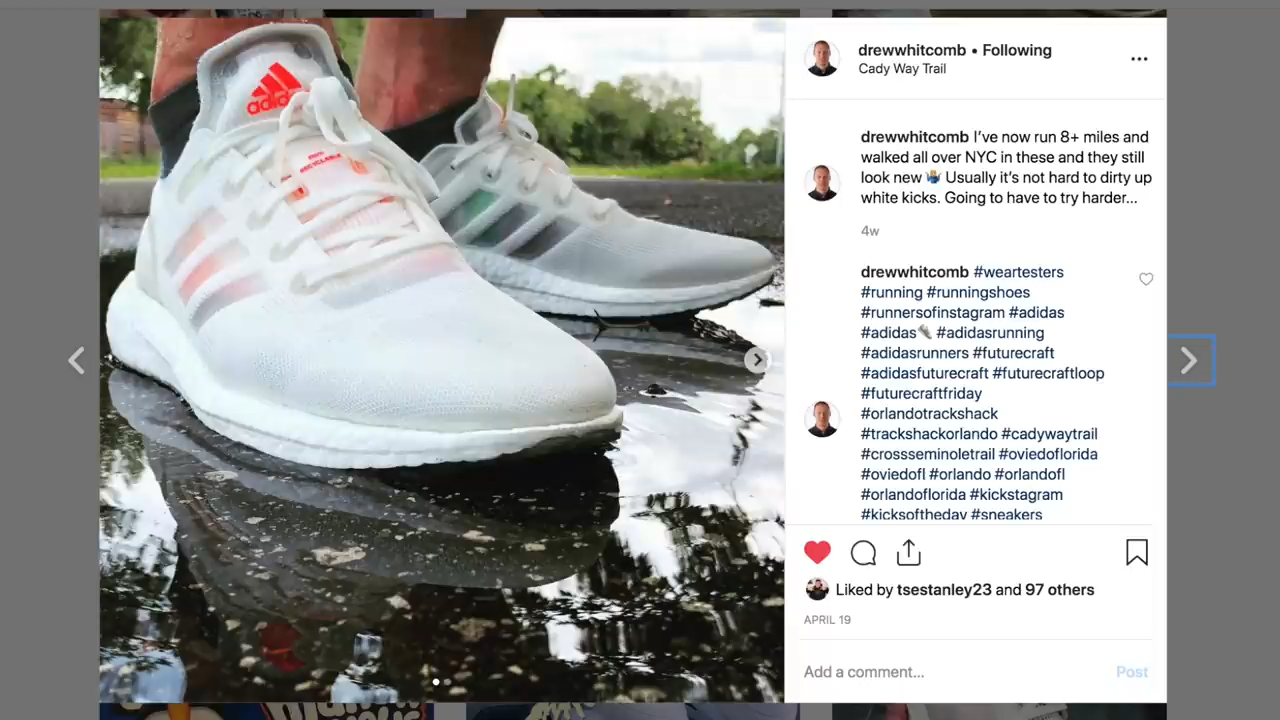 drewwhitcomb • Following
Cady Way Trail
drewwhitcomb I've now run 8+ miles and
walked all over NYC in these and they still
look new 🤷‍♂️ Usually it's not hard to dirty up
white kicks. Going to have to try harder...
4w
drewwhitcomb #weartesters
#running #runningshoes
#runnersofinstagram #adidas
#adidas👟 #adidasrunning
#adidasrunners #futurecraft
#adidasfuturecraft #futurecraftloop
#futurecraftfriday
#orlandotrackshack
#trackshackorlando #cadywaytrail
#crossseminoletrail #oviedoflorida
#oviedofl #orlando #orlandofl
#orlandoflorida #kickstagram
#kicksoftheday #sneakers
Liked by tsestanley23 and 97 others
APRIL 19
Add a comment...
Post
adidas
100%
RECYCLABLE